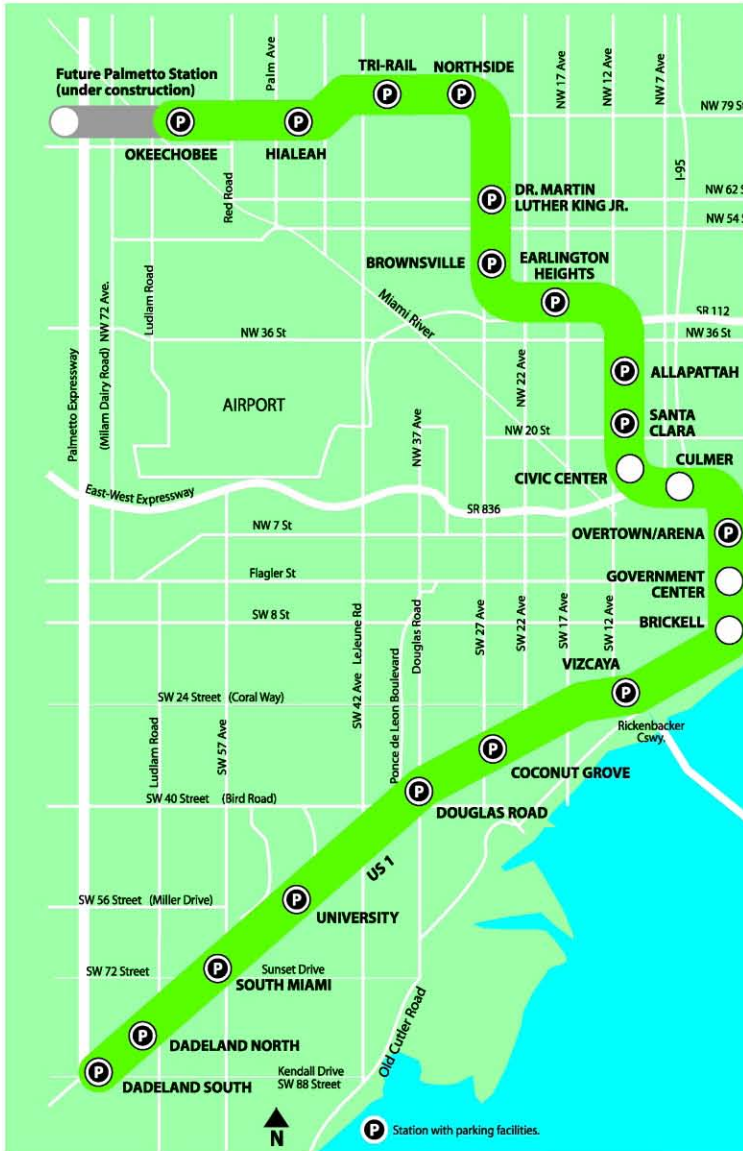 Future Palmetto Station
(under construction)
Palm Ave
TRI-RAIL
NORTHSIDE
NW 17 Ave
NW 12 Ave
NW 7 Ave
P
P
P
P
NW 79 St
OKEECHOBEE
HIALEAH
Red Road
I-95
P
DR. MARTIN
LUTHER KING JR.
NW 62 S
NW 54 S
BROWNSVILLE
P
EARLINGTON
HEIGHTS
P
Palmetto Expressway
(Milam Dairy Road) NW 72 Ave.
Ludlam Road
Miami River
SR 112
NW 36 St
NW 36 St
NW 22 Ave
P
ALLAPATTAH
AIRPORT
NW 37 Ave
NW 20 St
P
SANTA
CLARA
CIVIC CENTER
CULMER
East-West Expressway
SR 836
NW 7 St
OVERTOWN/ARENA
P
Flagler St
GOVERNMENT
CENTER
SW 8 St
BRICKELL
SW 42 Ave LeJeune Rd
Ponce de Leon Boulevard
Douglas Road
SW 27 Ave
SW 22 Ave
SW 17 Ave
SW 12 Ave
VIZCAYA
P
SW 24 Street (Coral Way)
Rickenbacker
Cswy.
Ludlam Road
SW 57 Ave
P
COCONUT GROVE
P
DOUGLAS ROAD
SW 40 Street (Bird Road)
US 1
P
UNIVERSITY
SW 56 Street (Miller Drive)
P
SW 72 Street
Sunset Drive
SOUTH MIAMI
P
DADELAND NORTH
Old Cutler Road
P
DADELAND SOUTH
Kendall Drive
SW 88 Street
N
P Station with parking facilities.